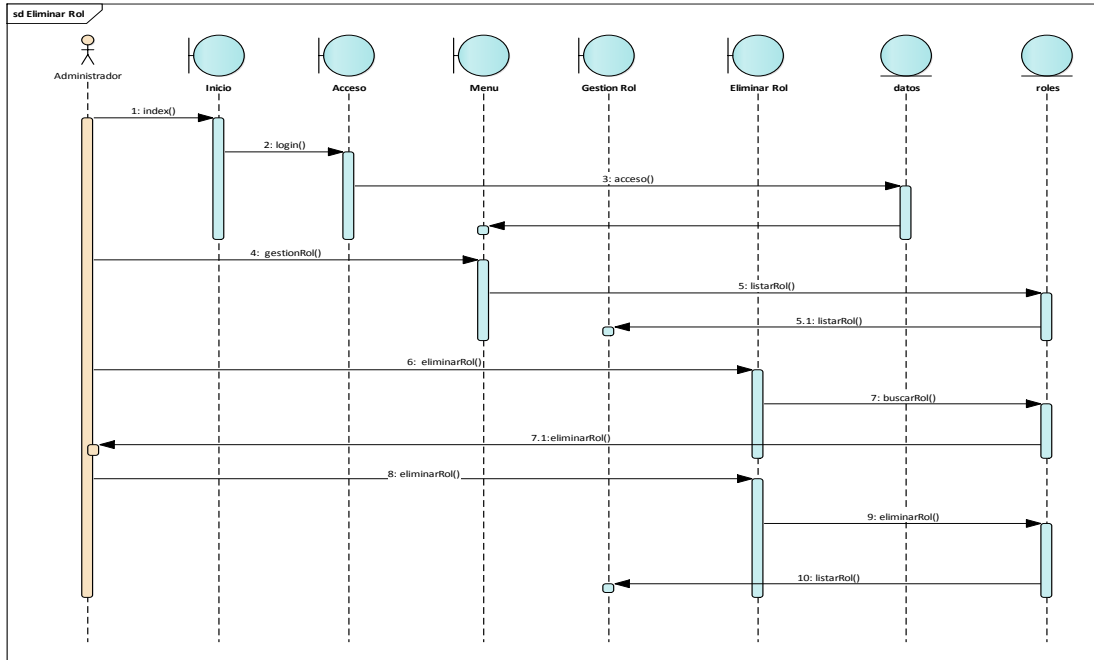 sd Eliminar Rol
Administrador
Inicio
Acceso
Menu
Gestion Rol
Eliminar Rol
datos
roles
1: index()
2: login()
3: acceso()
4: gestionRol()
5: listarRol()
5.1: listarRol()
6: eliminarRol()
7: buscarRol()
7.1:eliminarRol()
8: eliminarRol()
9: eliminarRol()
10: listarRol()